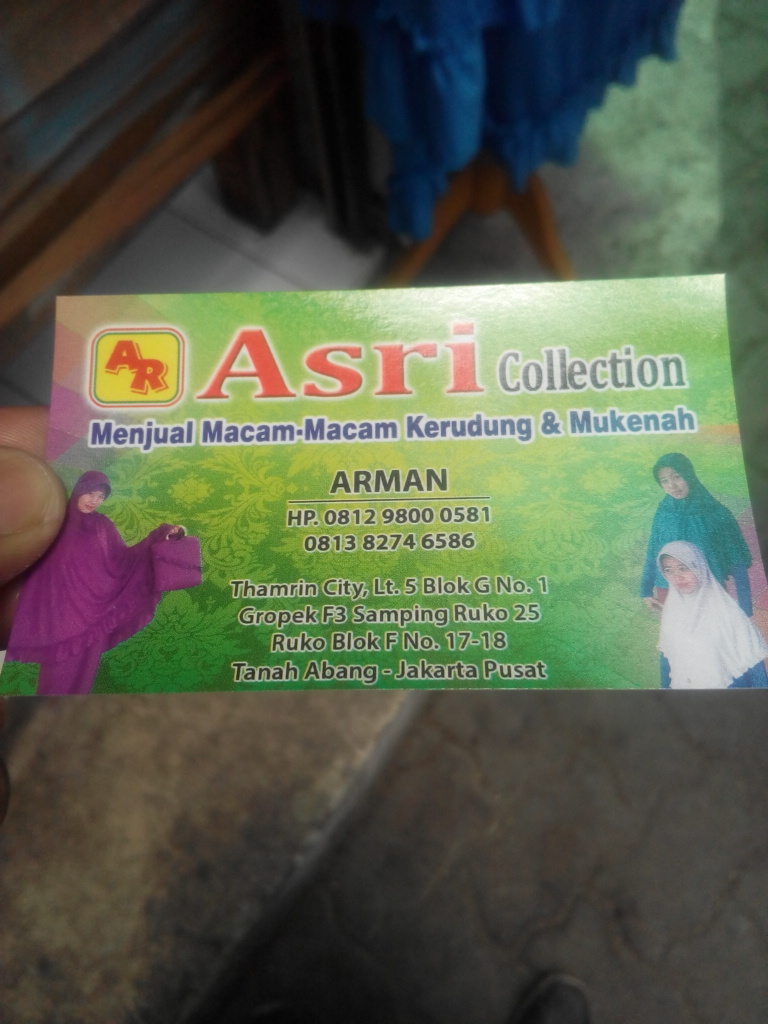 AR
Asri Collection
Menjual Macam-Macam Kerudung & Mukenah
ARMAN
HP. 0812 9800 0581
0813 8274 6586
Thamrin City, Lt. 5 Blok G No. 1
Gropek F3 Samping Ruko 25
Ruko Blok F No. 17-18
Tanah Abang - Jakarta Pusat